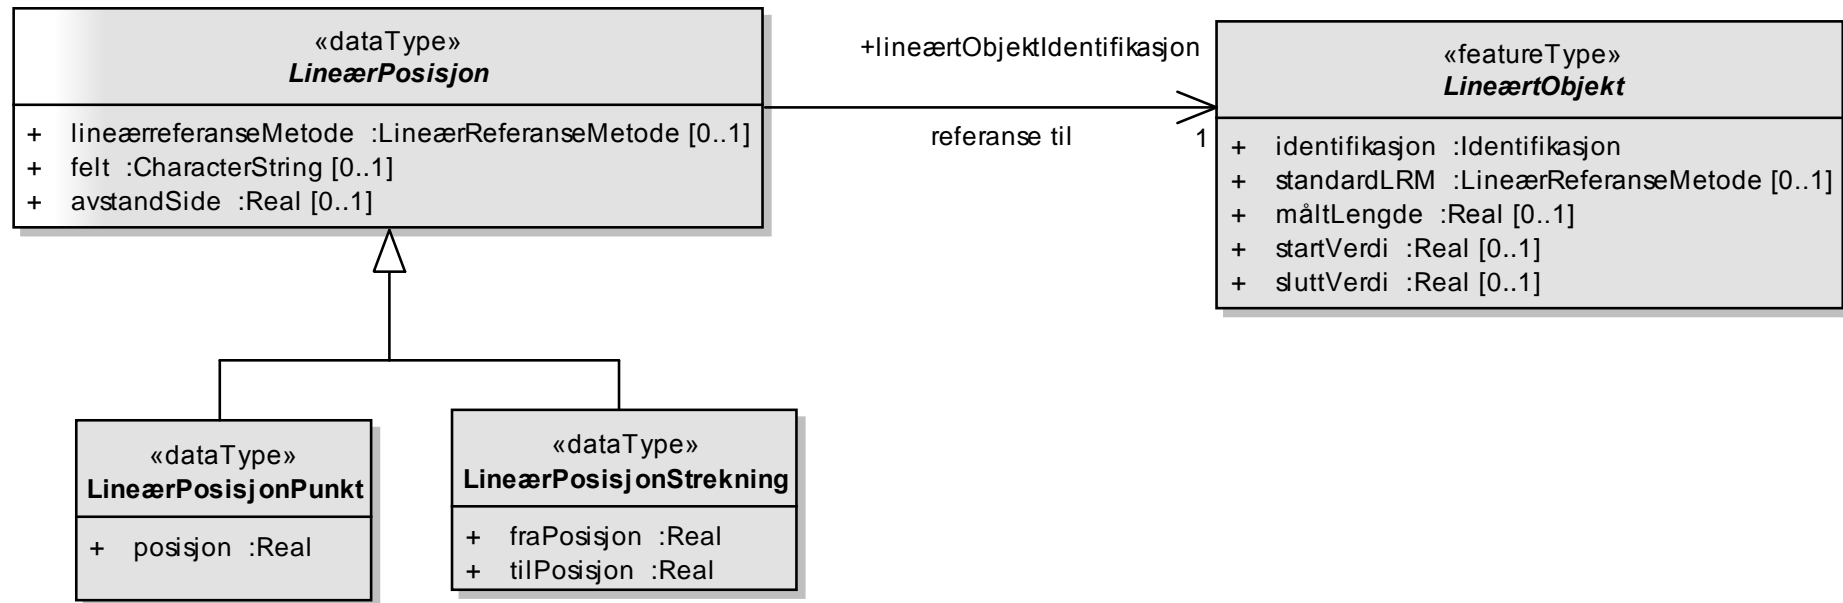 «dataType»
LineærPosisjon
+ lineærreferanseMetode :LineærReferanseMetode [0..1]
+ felt :CharacterString [0..1]
+ avstandSide :Real [0..1]
+lineærtObjektIdentifikasjon
referanse til
1
«featureType»
LineærtObjekt
+ identifikasjon :Identifikasjon
+ standardLRM :LineærReferanseMetode [0..1]
+ måltLengde :Real [0..1]
+ startVerdi :Real [0..1]
+ sluttVerdi :Real [0..1]
«dataType»
LineærPosisjonPunkt
+ posisjon :Real
«dataType»
LineærPosisjonStrekning
+ fraPosisjon :Real
+ tilPosisjon :Real